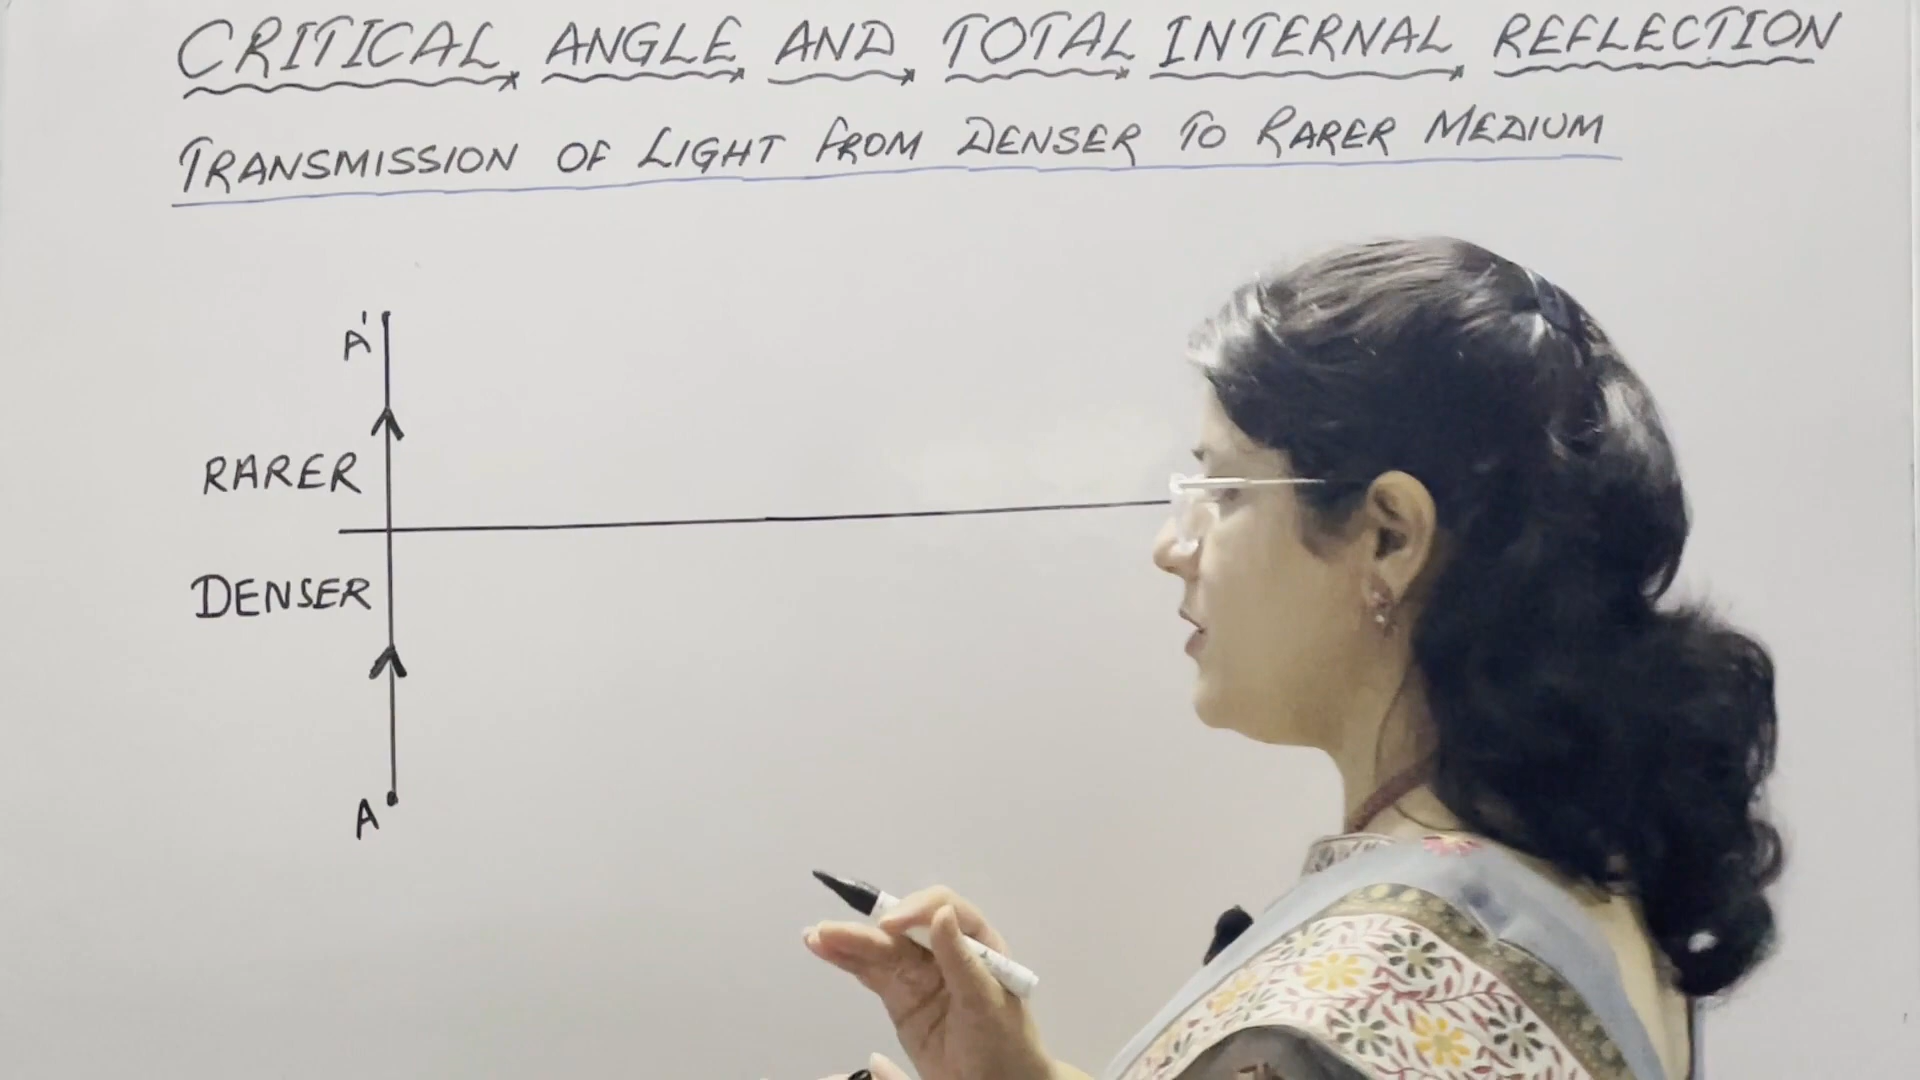 CRITICAL ANGLE AND TOTAL INTERNAL REFLECTION
TRANSMISSION OF LIGHT FROM DENSER TO RARER MEDIUM
A'
RARER
DENSER
A